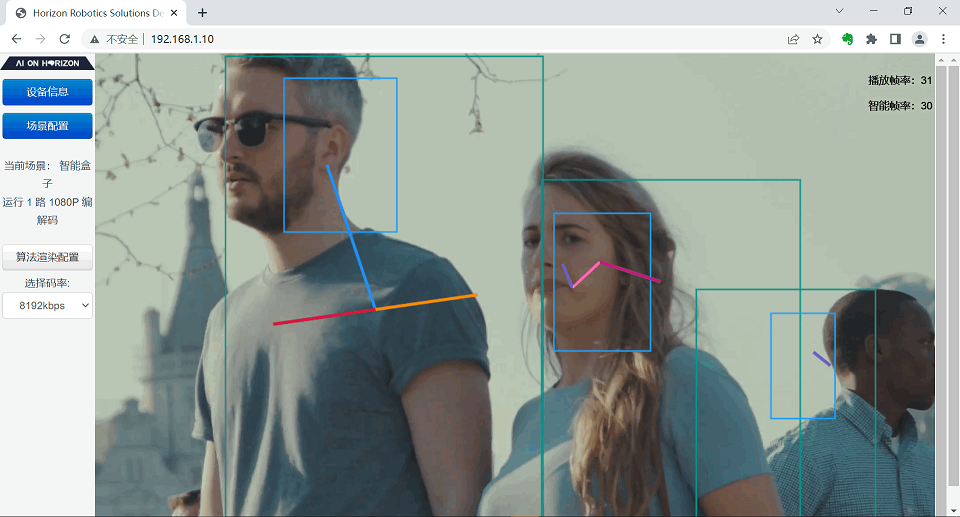 Horizon Robotics Solutions De
不安全
192.168.1.10
AI ON HORIZON
设备信息
场景配置
当前场景： 智能盒
子
运行 1 路 1080P 编
解码
算法渲染配置
选择码率:
8192kbps
播放帧率：31
智能帧率：30